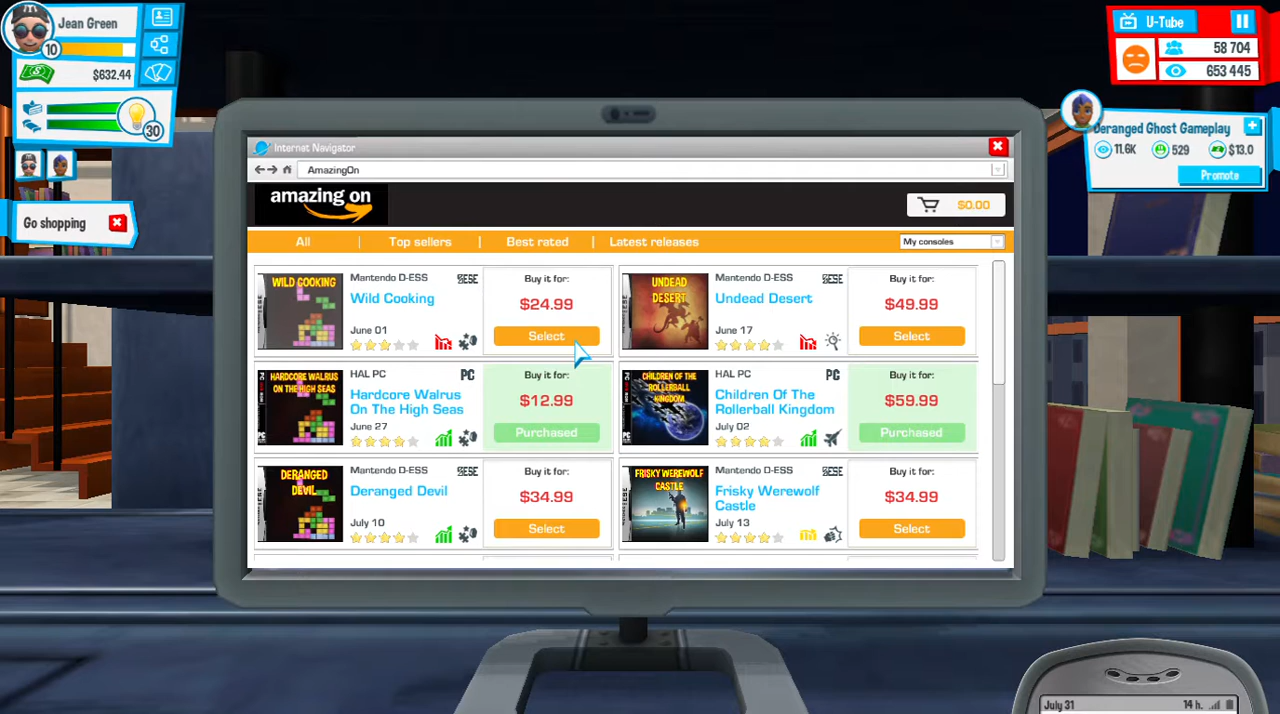 Jean Green
10
$632.44
30
Go shopping
U-Tube
58 704
653 445
Deranged Ghost Gameplay
11.6K 529 $13.0
Promote
Internet Navigator
AmazingOn
amazing on
$0.00
All | Top sellers | Best rated | Latest releases
My consoles
WILD COOKING
Mantendo D-ESS SESE
Wild Cooking
June 01
Buy it for:
$24.99
Select
UNDEAD
DESERT
Mantendo D-ESS SESE
Undead Desert
June 17
Buy it for:
$49.99
Select
HARDCORE WALRUS
ON THE HIGH SEAS
HAL PC PC
Hardcore Walrus
On The High Seas
June 27
Buy it for:
$12.99
Purchased
CHILDREN OF THE
ROLLERBALL
KINGDOM
HAL PC PC
Children Of The
Rollerball Kingdom
July 02
Buy it for:
$59.99
Purchased
DERANGED
DEVIL
Mantendo D-ESS SESE
Deranged Devil
July 10
Buy it for:
$34.99
Select
FRISKY WEREWOLF
CASTLE
Mantendo D-ESS SESE
Frisky Werewolf
Castle
July 13
Buy it for:
$34.99
Select
July 31 14 h.